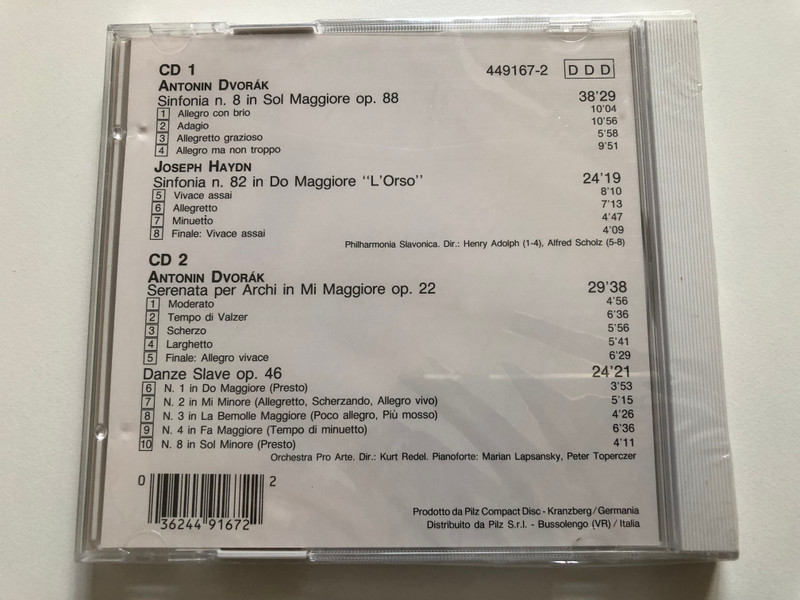 CD 1 449167-2 D D D
ANTONIN DVORÁK
Sinfonia n. 8 in Sol Maggiore op. 88 38'29
1 Allegro con brio 10'04
2 Adagio 10'56
3 Allegretto grazioso 5'58
4 Allegro ma non troppo 9'51
JOSEPH HAYDN
Sinfonia n. 82 in Do Maggiore "L'Orso" 24'19
5 Vivace assai 8'10
6 Allegretto 7'13
7 Minuetto 4'47
8 Finale: Vivace assai 4'09
Philharmonia Slavonica. Dir.: Henry Adolph (1-4), Alfred Scholz (5-8)
CD 2
ANTONIN DVORÁK
Serenata per Archi in Mi Maggiore op. 22 29'38
1 Moderato 4'56
2 Tempo di Valzer 6'36
3 Scherzo 5'56
4 Larghetto 5'41
5 Finale: Allegro vivace 6'29
Danze Slave op. 46 24'21
6 N. 1 in Do Maggiore (Presto) 3'53
7 N. 2 in Mi Minore (Allegretto, Scherzando, Allegro vivo) 5'15
8 N. 3 in La Bemolle Maggiore (Poco allegro, Più mosso) 4'26
9 N. 4 in Fa Maggiore (Tempo di minuetto) 6'36
10 N. 8 in Sol Minore (Presto) 4'11
Orchestra Pro Arte. Dir.: Kurt Redel. Pianoforte: Marian Lapsansky, Peter Toperczer
0 36244 91672 2
Prodotto da Pilz Compact Disc - Kranzberg/Germania
Distribuito da Pilz S.r.l. - Bussolengo (VR) / Italia